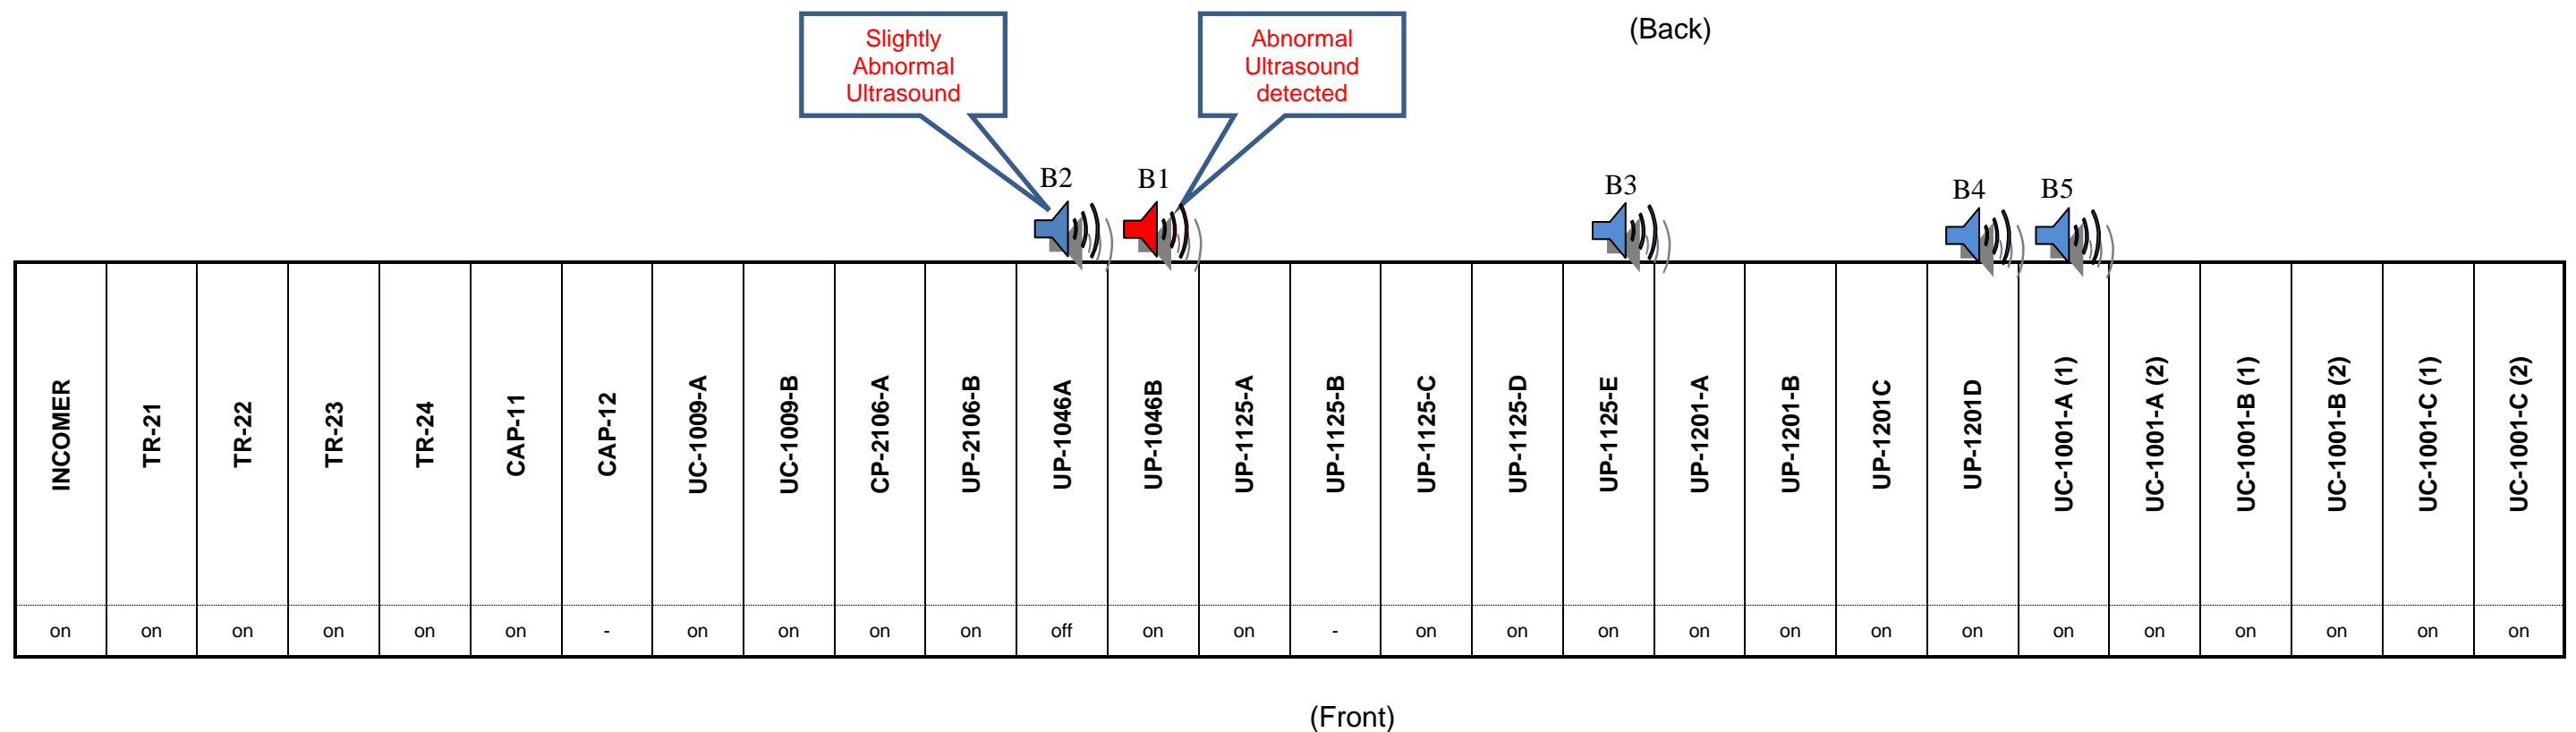 (Back)
Slightly
Abnormal
Ultrasound
Abnormal
Ultrasound
detected
B2
B1
B3
B4
B5
INCOMER
TR-21
TR-22
TR-23
TR-24
CAP-11
CAP-12
UC-1009-A
UC-1009-B
CP-2106-A
UP-2106-B
UP-1046A
UP-1046B
UP-1125-A
UP-1125-B
UP-1125-C
UP-1125-D
UP-1125-E
UP-1201-A
UP-1201-B
UP-1201C
UP-1201D
UC-1001-A (1)
UC-1001-A (2)
UC-1001-B (1)
UC-1001-B (2)
UC-1001-C (1)
UC-1001-C (2)
on on on on on on - on on on on off on on - on on on on on on on on on on on on on
(Front)